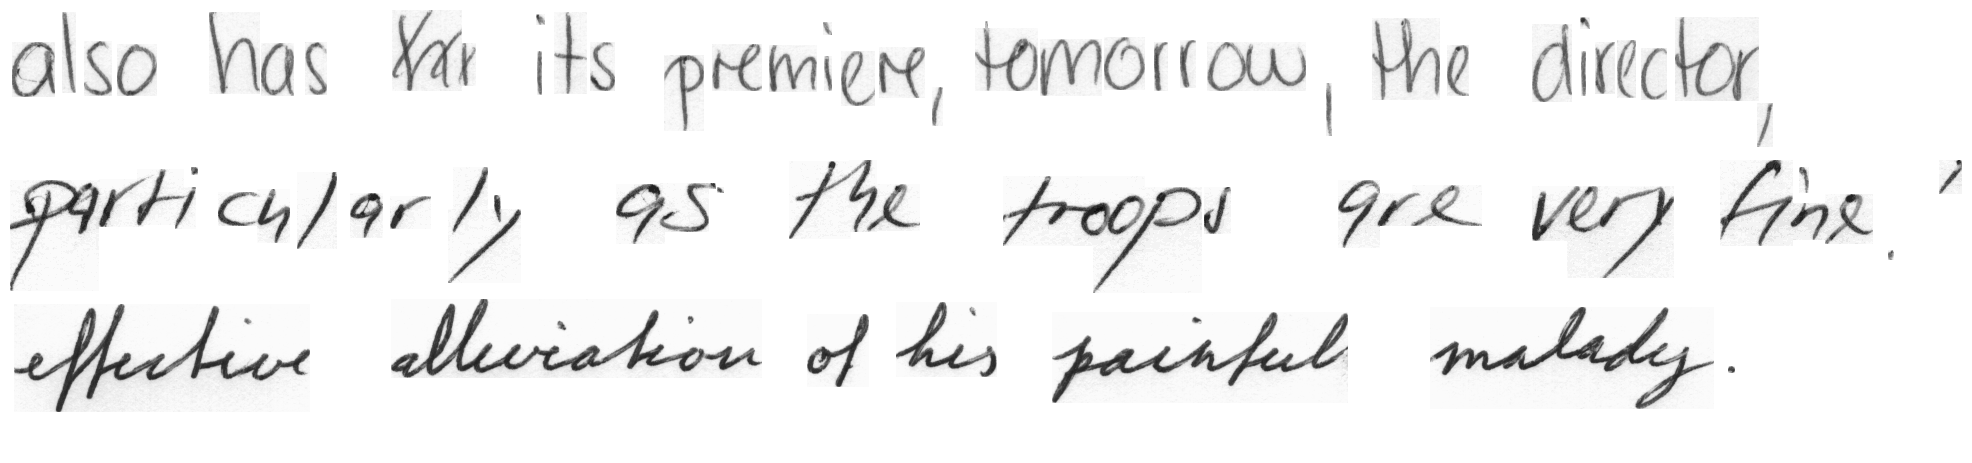 also has its premiere, tomorrow, the director,
particularly as the troops are very fine.'
effective alleviation of his painful malady.